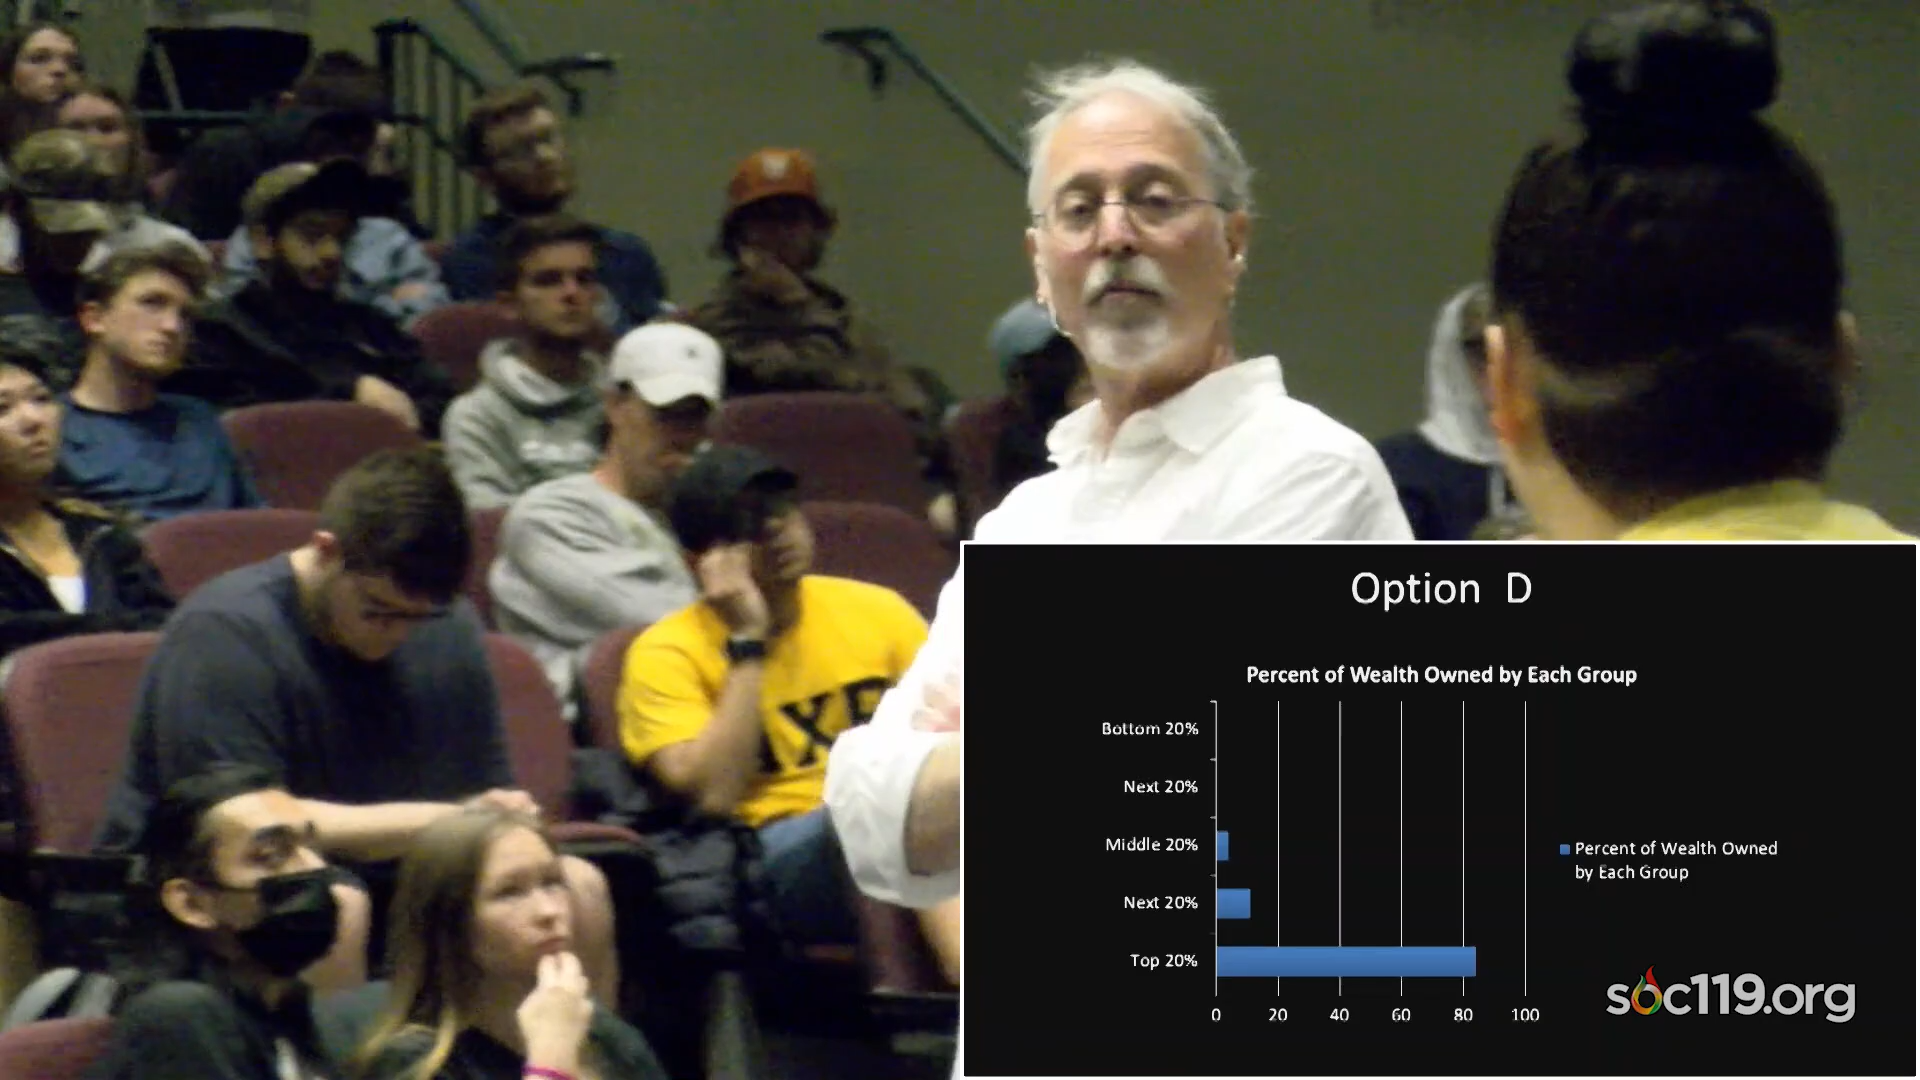 Option D
Percent of Wealth Owned by Each Group
Bottom 20%
Next 20%
Middle 20%
Next 20%
Top 20%
0 20 40 60 80 100
Percent of Wealth Owned
by Each Group
soc119.org